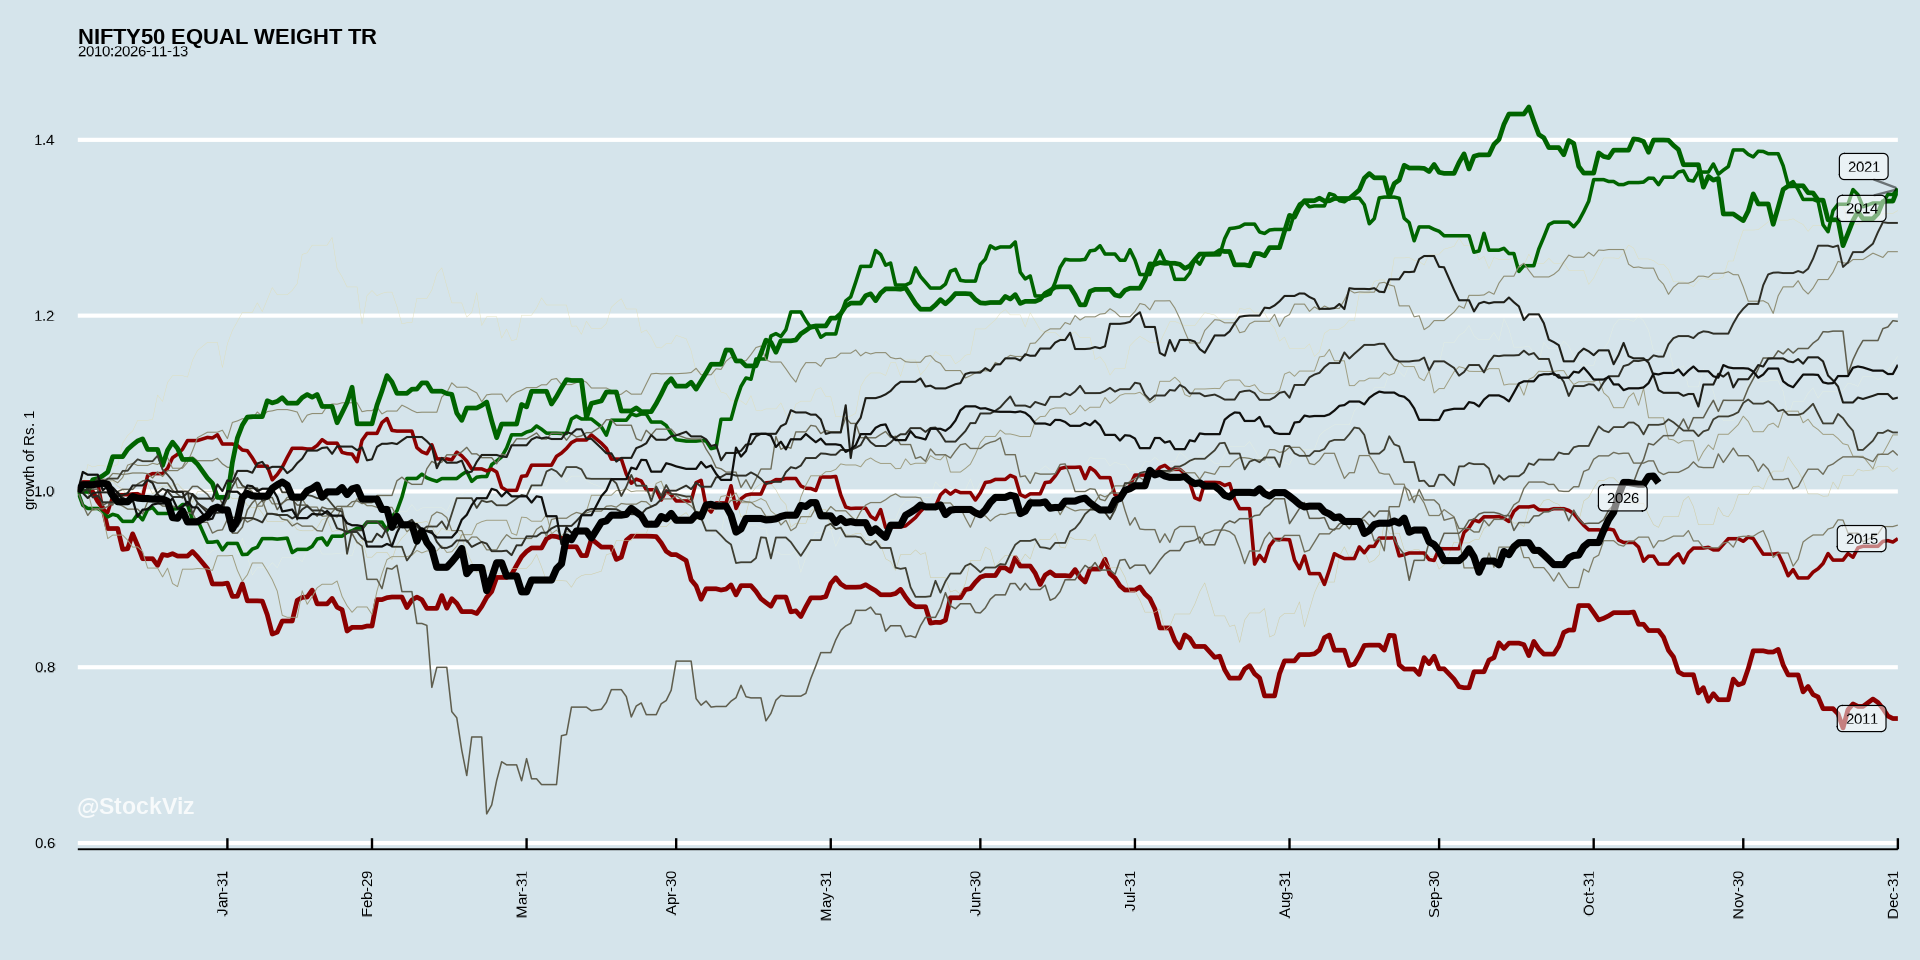 NIFTY50 EQUAL WEIGHT TR
2010:2026-11-13
growth of Rs. 1
1.4
1.2
1.0
0.8
0.6
2021
2014
2026
2015
2011
@StockViz
Jan-31
Feb-29
Mar-31
Apr-30
May-31
Jun-30
Jul-31
Aug-31
Sep-30
Oct-31
Nov-30
Dec-31